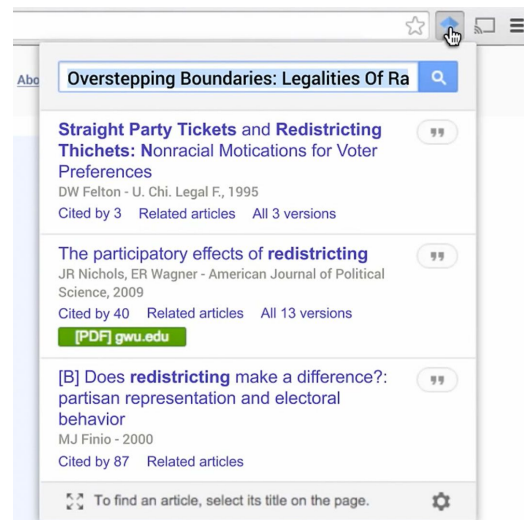 Abo
Overstepping Boundaries: Legalities Of Ra
Straight Party Tickets and Redistricting
Thichets: Nonracial Motications for Voter
Preferences
DW Felton - U. Chi. Legal F., 1995
Cited by 3 Related articles All 3 versions
The participatory effects of redistricting
JR Nichols, ER Wagner - American Journal of Political
Science, 2009
Cited by 40 Related articles All 13 versions
[PDF] gwu.edu
[B] Does redistricting make a difference?:
partisan representation and electoral
behavior
MJ Finio - 2000
Cited by 87 Related articles
To find an article, select its title on the page.